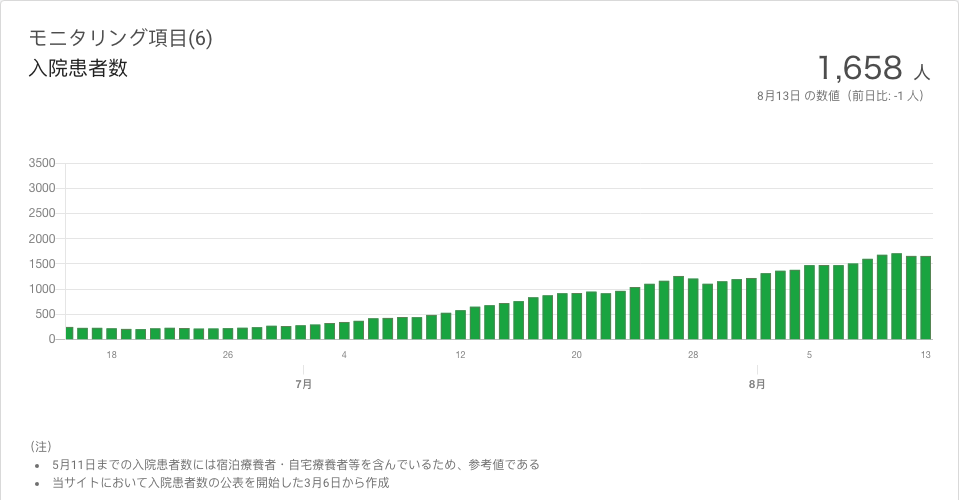 モニタリング項目(6)
入院患者数
1,658 人
8月13日 の数値（前日比: -1 人）
3500
3000
2500
2000
1500
1000
500
0
18 26 4 12 20 28 5 13
7月 8月
（注）
• 5月11日までの入院患者数には宿泊療養者・自宅療養者等を含んでいるため、参考値である
• 当サイトにおいて入院患者数の公表を開始した3月6日から作成